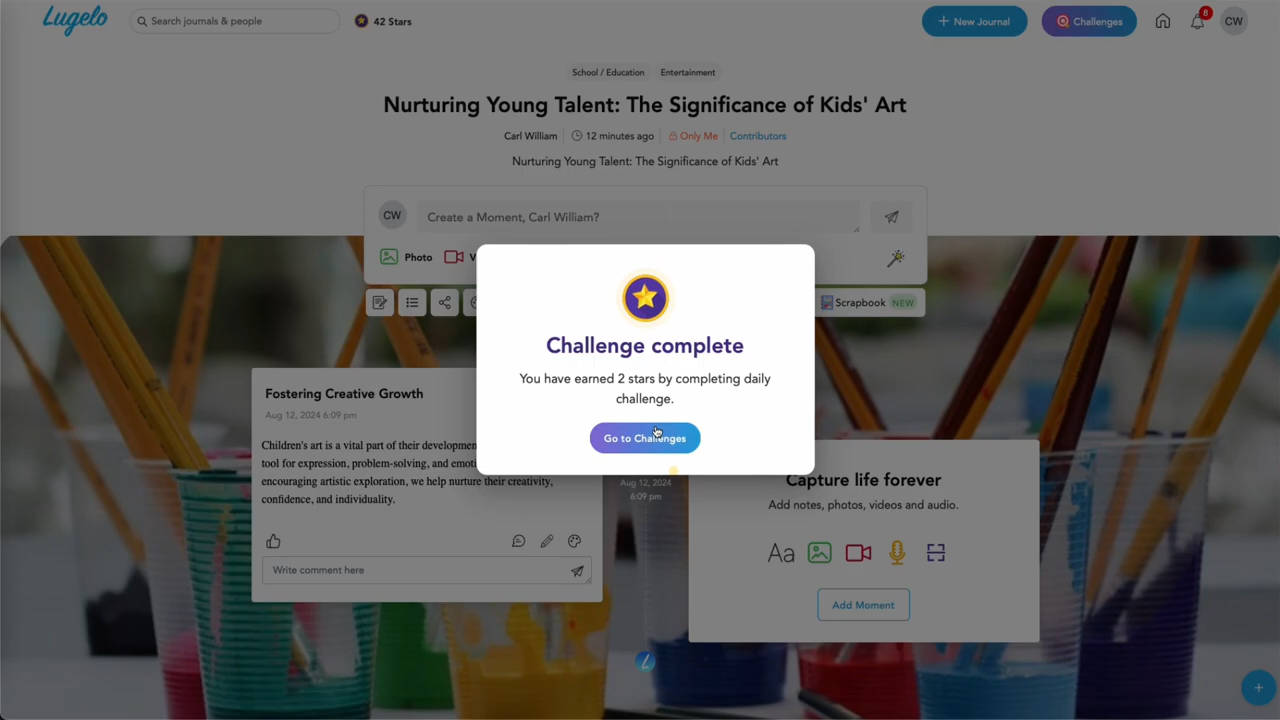 Lugelo
Search journals & people
42 Stars
New Journal
Challenges
8
CW
School / Education
Entertainment
Nurturing Young Talent: The Significance of Kids' Art
Carl William
12 minutes ago
Only Me
Contributors
Nurturing Young Talent: The Significance of Kids' Art
CW
Create a Moment, Carl William?
Photo
V
Scrapbook NEW
Challenge complete
You have earned 2 stars by completing daily
challenge.
Go to Challenges
Fostering Creative Growth
Aug 12, 2024 6:09 pm
Children's art is a vital part of their developmen
tool for expression, problem-solving, and emoti
encouraging artistic exploration, we help nurture their creativity,
confidence, and individuality.
Write comment here
Aug 12, 2024
6:09 pm
Capture life forever
Add notes, photos, videos and audio.
Aa
Add Moment